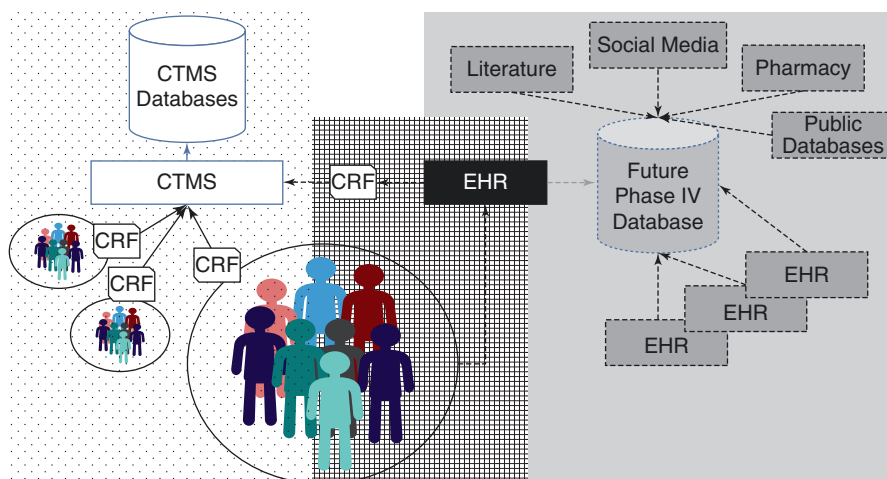 CTMS
Databases
CTMS
CRF
CRF
CRF
CRF
EHR
Literature
Social Media
Pharmacy
Public
Databases
Future
Phase IV
Database
EHR
EHR
EHR